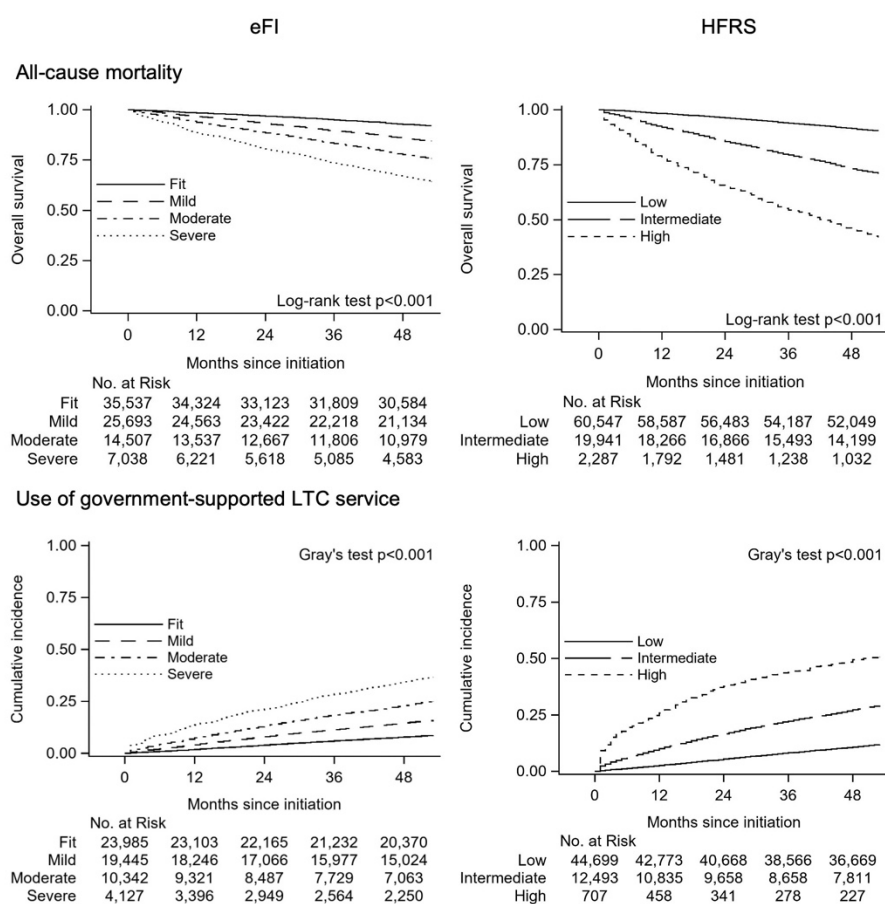 eFI
HFRS
All-cause mortality
Overall survival
1.00
0.75
0.50
0.25
0.00
Fit
Mild
Moderate
Severe
Log-rank test p<0.001
0 12 24 36 48
Months since initiation
No. at Risk
Fit 35,537 34,324 33,123 31,809 30,584
Mild 25,693 24,563 23,422 22,218 21,134
Moderate 14,507 13,537 12,667 11,806 10,979
Severe 7,038 6,221 5,618 5,085 4,583
Overall survival
1.00
0.75
0.50
0.25
0.00
Low
Intermediate
High
Log-rank test p<0.001
0 12 24 36 48
Months since initiation
No. at Risk
Low 60,547 58,587 56,483 54,187 52,049
Intermediate 19,941 18,266 16,866 15,493 14,199
High 2,287 1,792 1,481 1,238 1,032
Use of government-supported LTC service
Cumulative incidence
1.00
0.75
0.50
0.25
0.00
Gray's test p<0.001
Fit
Mild
Moderate
Severe
0 12 24 36 48
Months since initiation
No. at Risk
Fit 23,985 23,103 22,165 21,232 20,370
Mild 19,445 18,246 17,066 15,977 15,024
Moderate 10,342 9,321 8,487 7,729 7,063
Severe 4,127 3,396 2,949 2,564 2,250
Cumulative incidence
1.00
0.75
0.50
0.25
0.00
Gray's test p<0.001
Low
Intermediate
High
0 12 24 36 48
Months since initiation
No. at Risk
Low 44,699 42,773 40,668 38,566 36,669
Intermediate 12,493 10,835 9,658 8,658 7,811
High 707 458 341 278 227